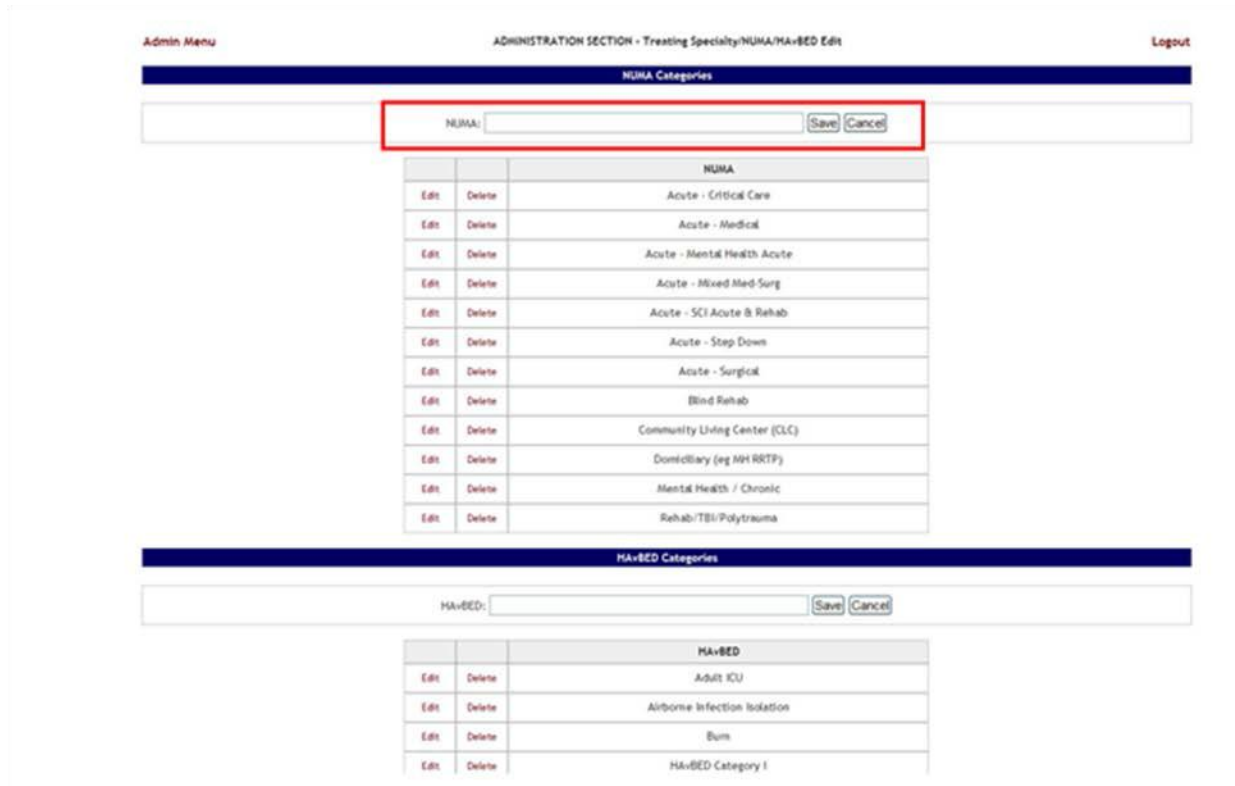 Admin Menu ADMINISTRATION SECTION - Treating Specialty/NUMA/HAvBED Edit Logout
NUMA Categories
NUMA: Save Cancel
NUMA
Edit Delete Acute - Critical Care
Edit Delete Acute - Medical
Edit Delete Acute - Mental Health Acute
Edit Delete Acute - Mixed Med-Surg
Edit Delete Acute - SCI Acute & Rehab
Edit Delete Acute - Step Down
Edit Delete Acute - Surgical
Edit Delete Blind Rehab
Edit Delete Community Living Center (CLC)
Edit Delete Domiciliary (eg MH RRTP)
Edit Delete Mental Health / Chronic
Edit Delete Rehab/TBI/Polytrauma
HAvBED Categories
HAvBED: Save Cancel
HAvBED
Edit Delete Adult ICU
Edit Delete Airborne Infection Isolation
Edit Delete Burn
Edit Delete HAvBED Category I